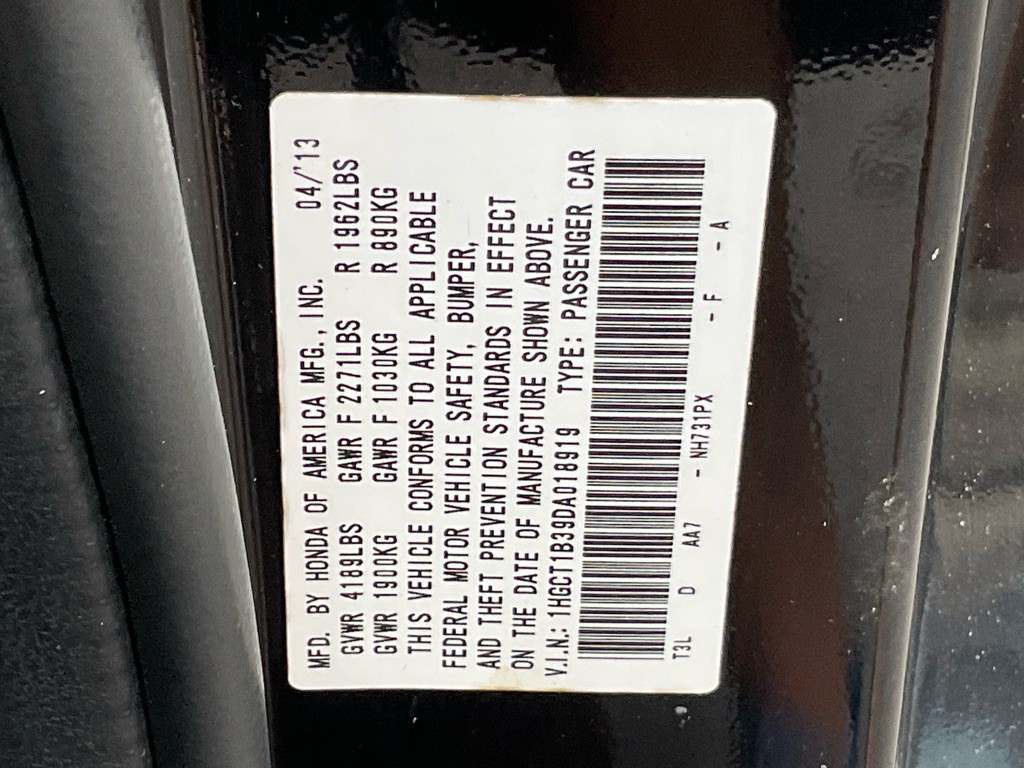 MFD. BY HONDA OF AMERICA MFG., INC. 04/'13
GVWR 4189LBS GAWR F 2271LBS R 1962LBS
GVWR 1900KG GAWR F 1030KG R 890KG
THIS VEHICLE CONFORMS TO ALL APPLICABLE
FEDERAL MOTOR VEHICLE SAFETY, BUMPER,
AND THEFT PREVENTION STANDARDS IN EFFECT
ON THE DATE OF MANUFACTURE SHOWN ABOVE.
V.I.N.: 1HGCT1B39DA018919 TYPE: PASSENGER CAR
T3L D AA7 - NH731PX - F - A